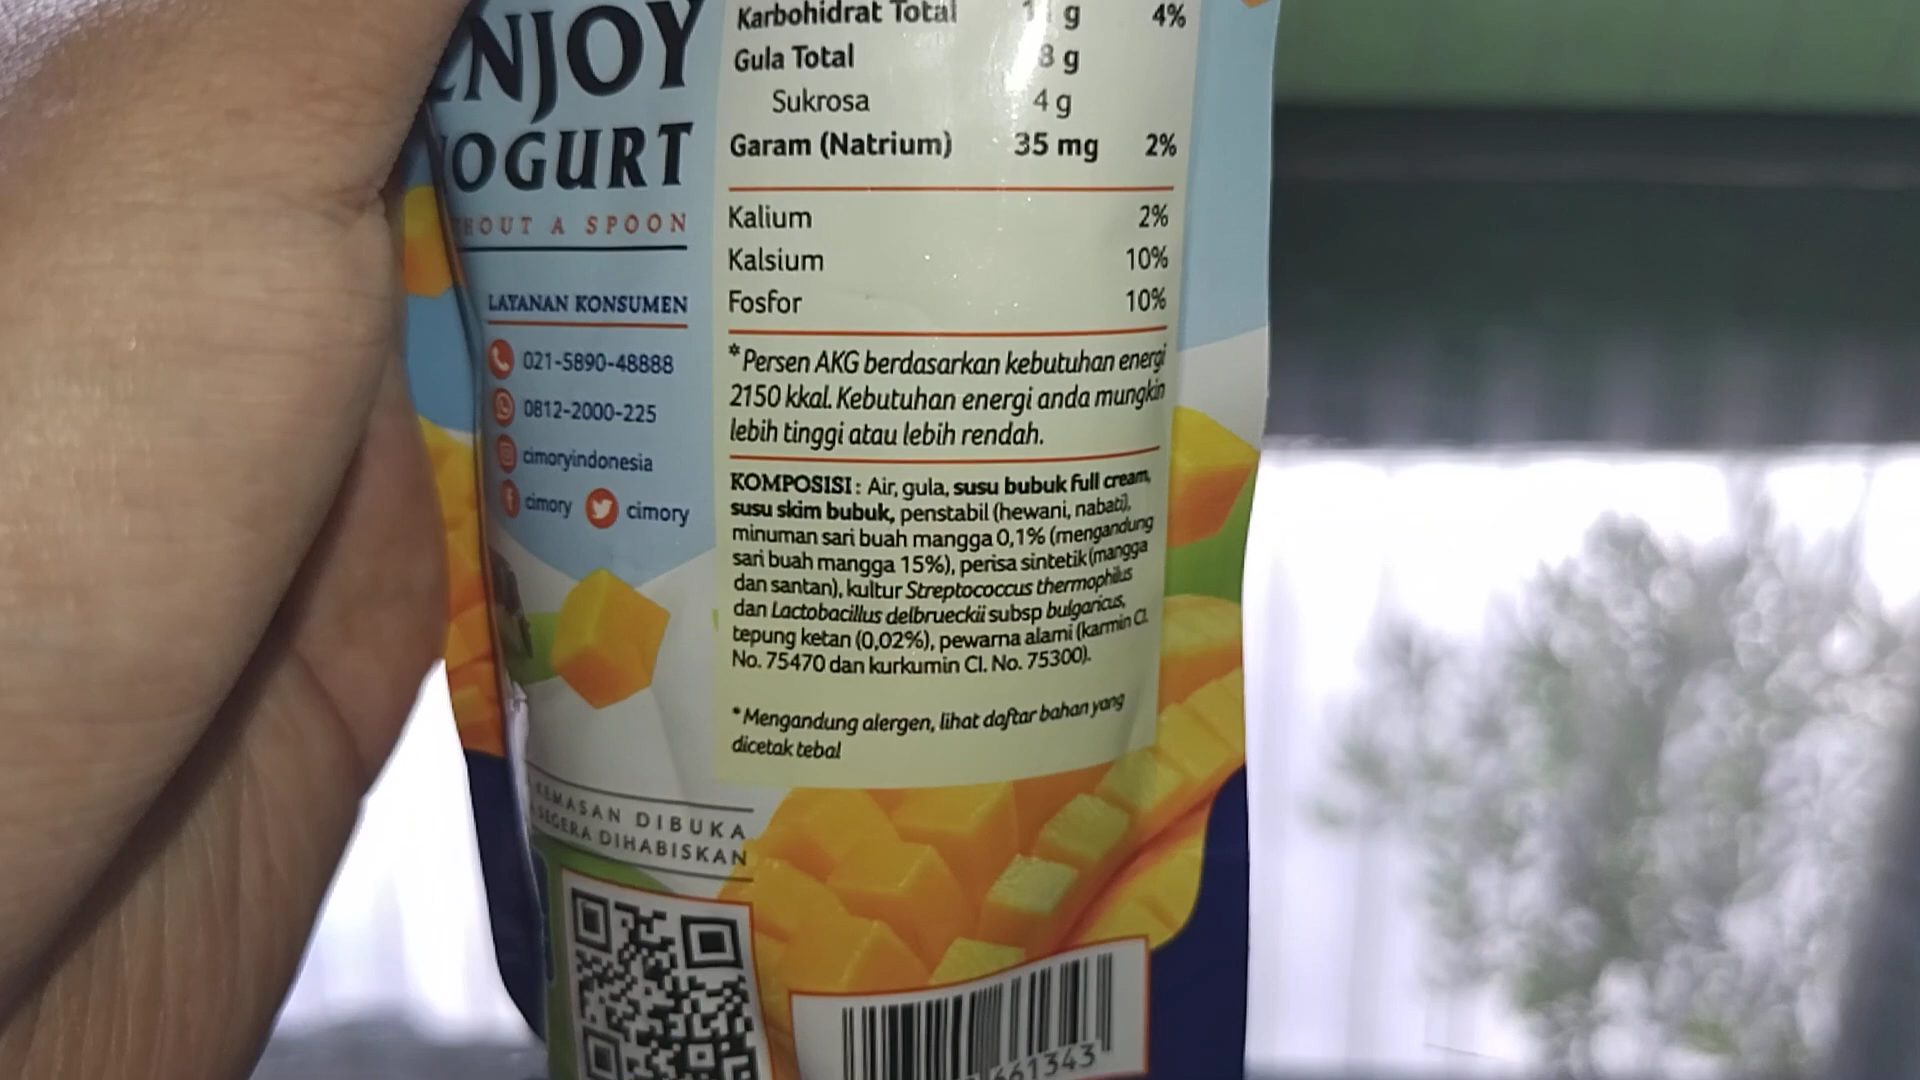 ENJOY
YOGURT
A SPOON
LAYANAN KONSUMEN
021-5890-48888
0812-2000-225
cimoryindonesia
cimory cimory
KEMASAN DIBUKA
SEGERA DIHABISKAN
Karbohidrat Total g 4%
Gula Total 8 g
Sukrosa 4 g
Garam (Natrium) 35 mg 2%
Kalium 2%
Kalsium 10%
Fosfor 10%
*Persen AKG berdasarkan kebutuhan energi
2150 kkal. Kebutuhan energi anda mungkin
lebih tinggi atau lebih rendah.
KOMPOSISI : Air, gula, susu bubuk full cream,
susu skim bubuk, penstabil (hewani, nabati),
minuman sari buah mangga 0,1% (mengandung
sari buah mangga 15%), perisa sintetik (mangga
dan santan), kultur Streptococcus thermophilus
dan Lactobacillus delbrueckii subsp bulgaricus,
tepung ketan (0,02%), pewarna alami (karmin CI.
No. 75470 dan kurkumin CI. No. 75300).
*Mengandung alergen, lihat daftar bahan yang
dicetak tebal
661343